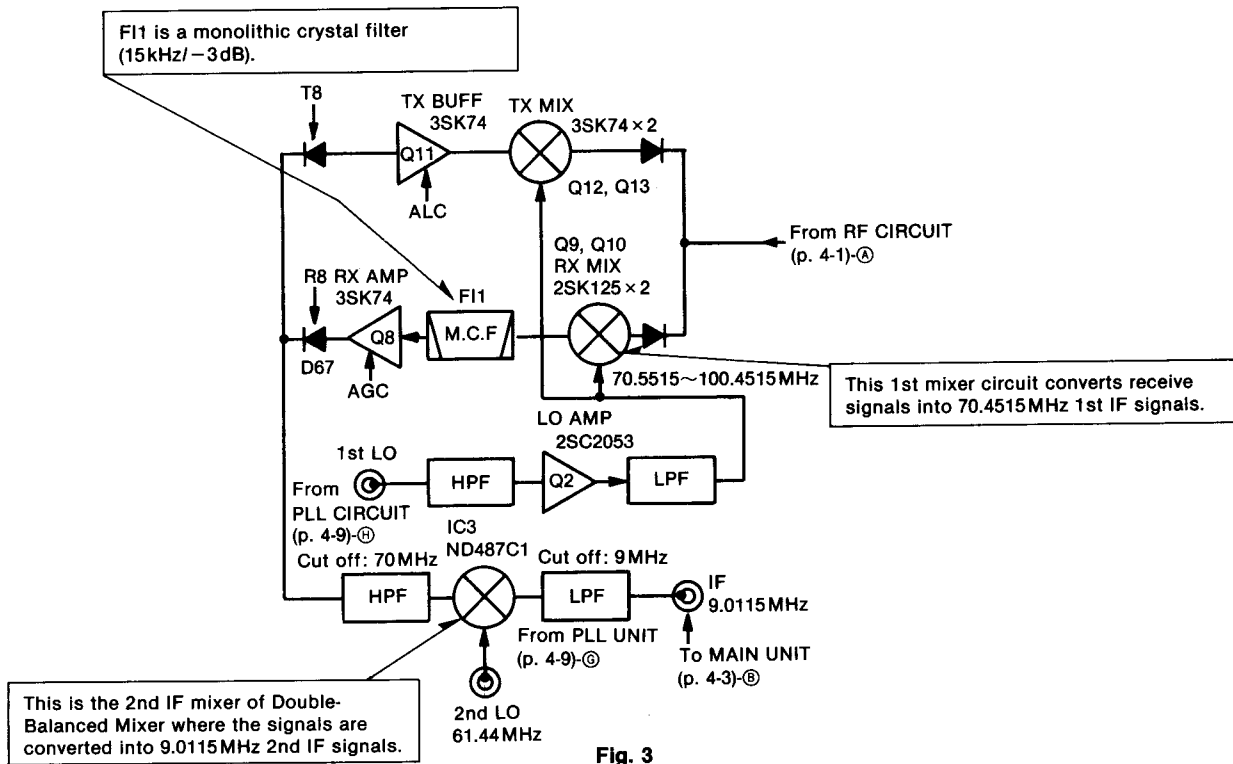 FI1 is a monolithic crystal filter
(15kHz/−3dB).
T8
TX BUFF
3SK74
TX MIX
3SK74×2
Q11
Q12, Q13
ALC
From RF CIRCUIT
(p. 4-1)-Ⓐ
Q9, Q10
RX MIX
2SK125×2
R8 RX AMP
3SK74
FI1
Q8
M.C.F
D67
AGC
70.5515~100.4515MHz
This 1st mixer circuit converts receive
signals into 70.4515MHz 1st IF signals.
LO AMP
2SC2053
1st LO
HPF
Q2
LPF
From
PLL CIRCUIT
(p. 4-9)-Ⓗ
IC3
ND487C1
Cut off: 70MHz
Cut off: 9MHz
HPF
LPF
IF
9.0115MHz
From PLL UNIT
(p. 4-9)-Ⓖ
To MAIN UNIT
(p. 4-3)-Ⓑ
This is the 2nd IF mixer of Double-
Balanced Mixer where the signals are
converted into 9.0115MHz 2nd IF signals.
2nd LO
61.44MHz
Fig. 3